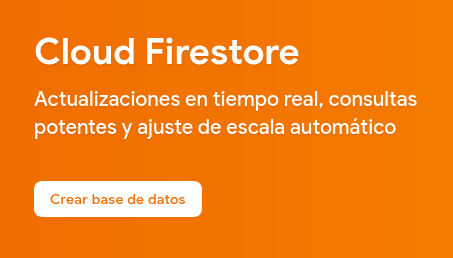 Cloud Firestore
Actualizaciones en tiempo real, consultas
potentes y ajuste de escala automático
Crear base de datos